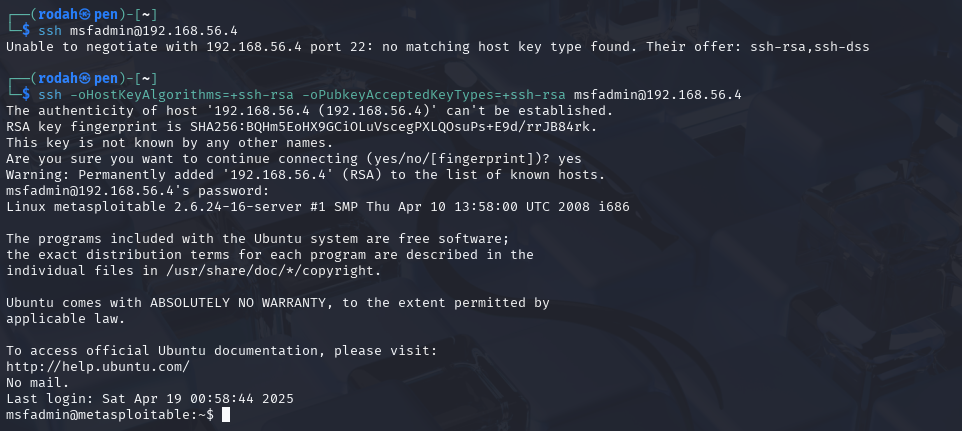 ┌──(rodah㉿pen)-[~]
└─$ ssh msfadmin@192.168.56.4
Unable to negotiate with 192.168.56.4 port 22: no matching host key type found. Their offer: ssh-rsa,ssh-dss
┌──(rodah㉿pen)-[~]
└─$ ssh -oHostKeyAlgorithms=+ssh-rsa -oPubkeyAcceptedKeyTypes=+ssh-rsa msfadmin@192.168.56.4
The authenticity of host '192.168.56.4 (192.168.56.4)' can't be established.
RSA key fingerprint is SHA256:BQHm5EoHX9GCiOLuVscegPXLQOsuPs+E9d/rrJB84rk.
This key is not known by any other names.
Are you sure you want to continue connecting (yes/no/[fingerprint])? yes
Warning: Permanently added '192.168.56.4' (RSA) to the list of known hosts.
msfadmin@192.168.56.4's password:
Linux metasploitable 2.6.24-16-server #1 SMP Thu Apr 10 13:58:00 UTC 2008 i686
The programs included with the Ubuntu system are free software;
the exact distribution terms for each program are described in the
individual files in /usr/share/doc/*/copyright.
Ubuntu comes with ABSOLUTELY NO WARRANTY, to the extent permitted by
applicable law.
To access official Ubuntu documentation, please visit:
http://help.ubuntu.com/
No mail.
Last login: Sat Apr 19 00:58:44 2025
msfadmin@metasploitable:~$